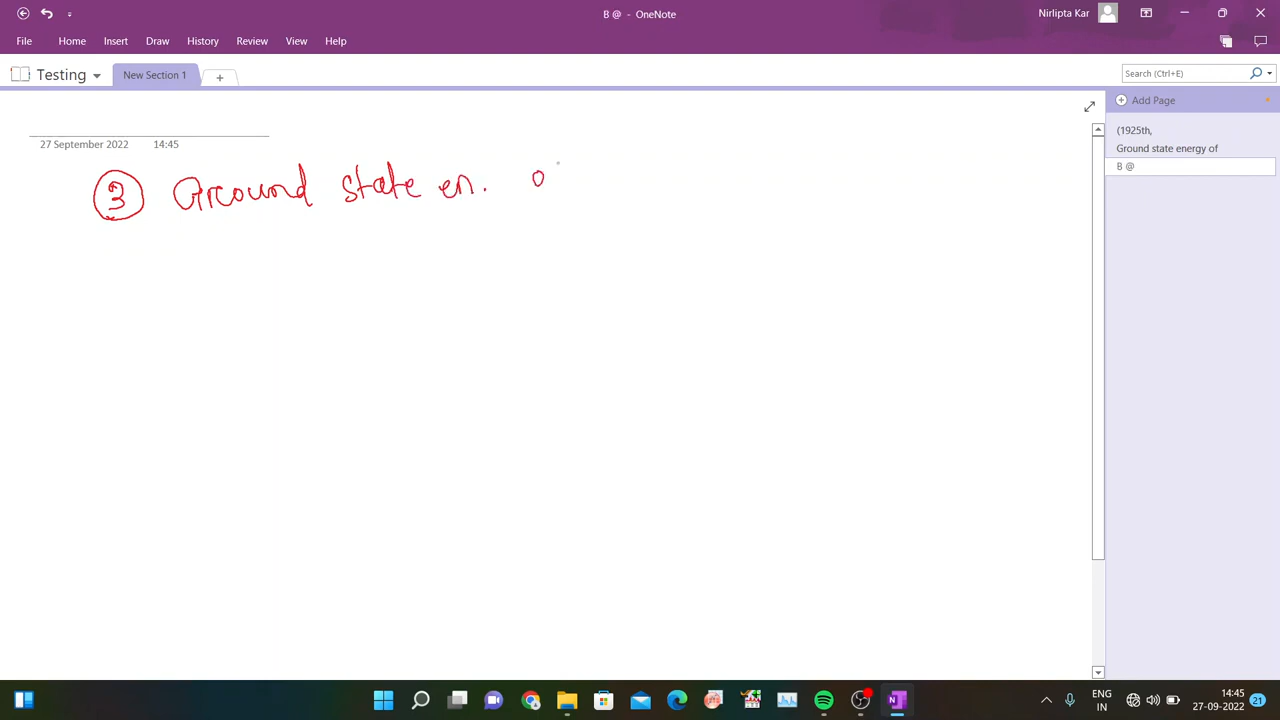 B @ - OneNote
Nirlipta Kar
File Home Insert Draw History Review View Help
Testing
New Section 1
+
Search (Ctrl+E)
Add Page
27 September 2022 14:45
(1925th,
Ground state energy of
B @
③ Ground state en. o
ENG
IN
14:45
27-09-2022
21